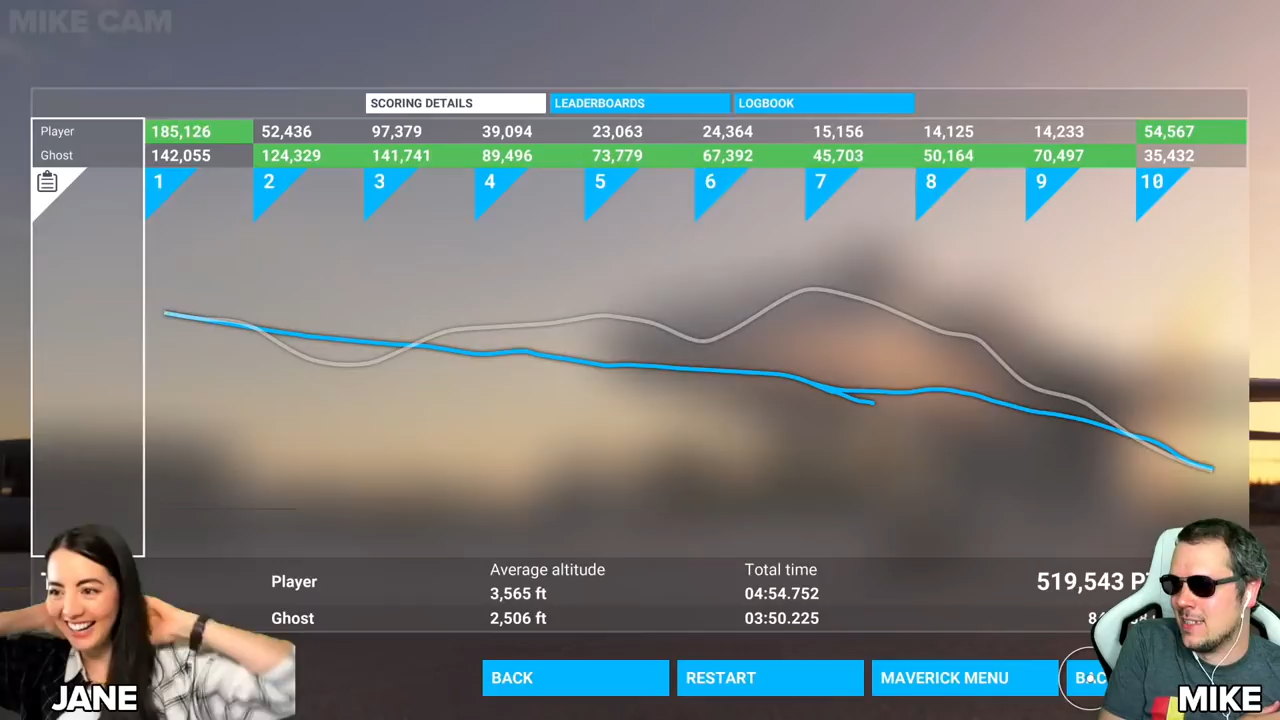 MIKE CAM
SCORING DETAILS LEADERBOARDS LOGBOOK
Player 185,126 52,436 97,379 39,094 23,063 24,364 15,156 14,125 14,233 54,567
Ghost 142,055 124,329 141,741 89,496 73,779 67,392 45,703 50,164 70,497 35,432
1 2 3 4 5 6 7 8 9 10
Average altitude Total time
Player 3,565 ft 04:54.752 519,543
Ghost 2,506 ft 03:50.225
BACK RESTART MAVERICK MENU
JANE MIKE